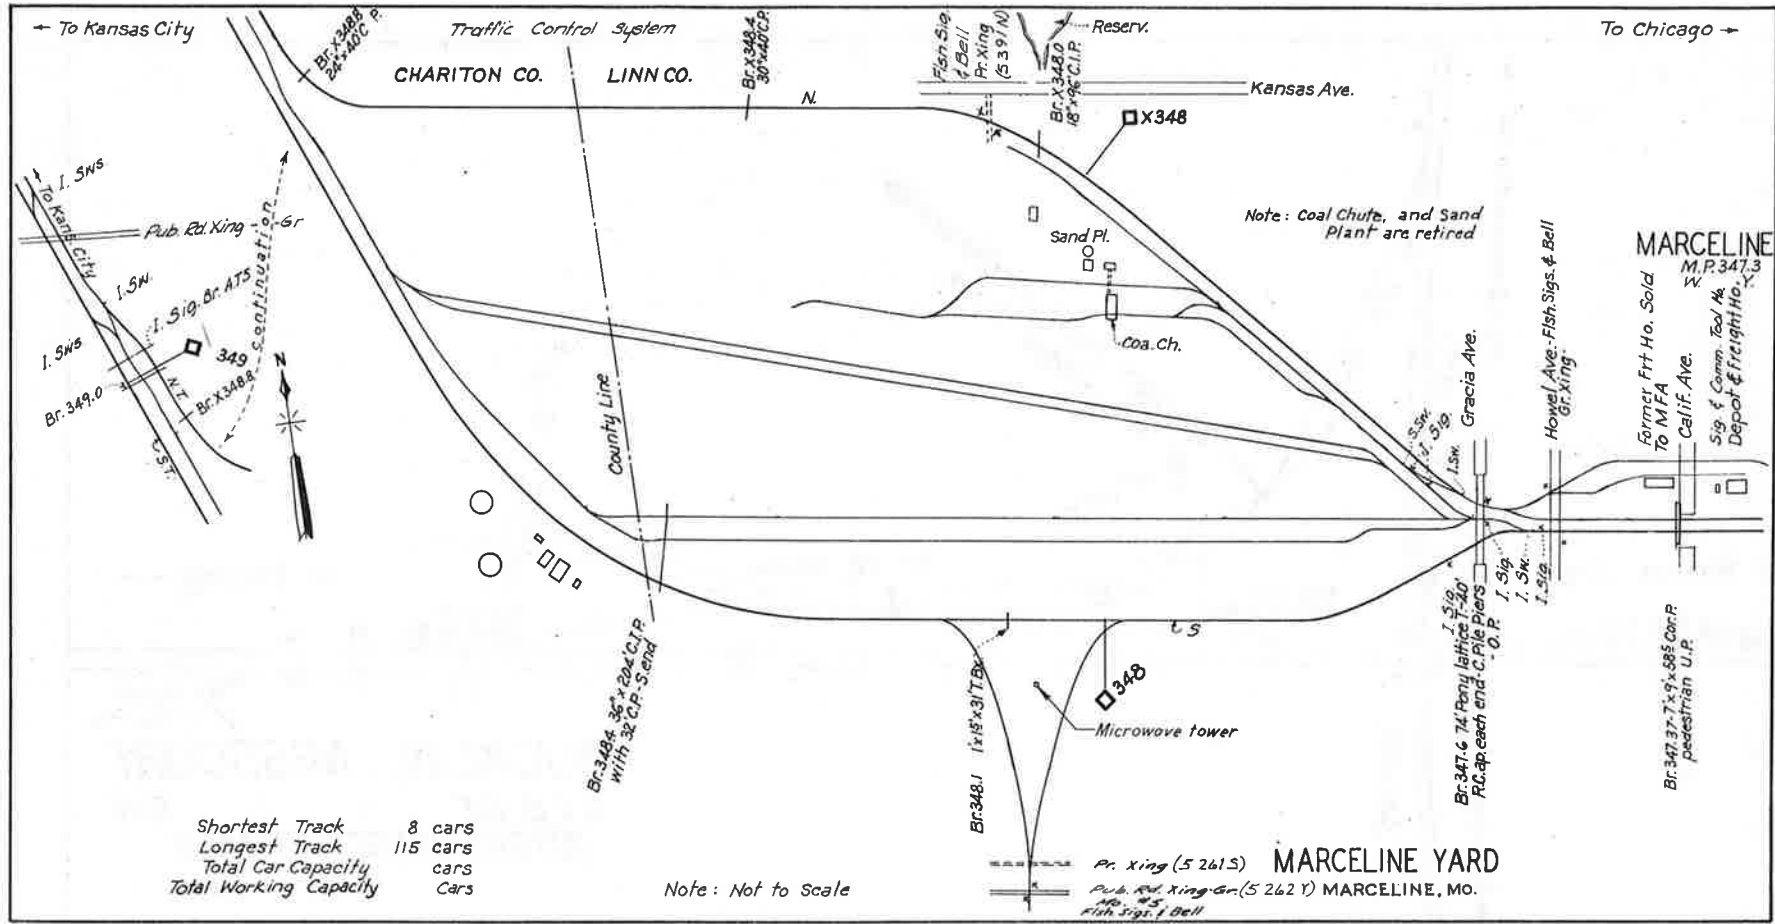 ← To Kansas City
Traffic Control System
To Chicago →
CHARITON CO.
LINN CO.
Br. X348.8
24"x40'C.P.
Br. X348.4
30"x40'C.P.
N.
Flsh. Sig.
& Bell
Pr. Xing
(5391N)
Br. X348.0
18"x96'C.I.P.
Reserv.
Kansas Ave.
X348
I. Sws
To Kans. City
Pub. Rd. Xing - Gr
Continuation
I. Sw.
I. Sig. Br. A.T.S
I. Sws
349
Br. 349.0
N.T.
Br. X348.8
S.T.
N
County Line
Sand Pl.
Coa. Ch.
Note: Coal Chute, and Sand
Plant are retired
MARCELINE
M.P. 347.3
W. Y.
S. Sw.
I. Sig.
I. Sw.
Gracia Ave.
Howel Ave.-Flsh. Sigs. & Bell
Gr. Xing
Former Frt Ho. Sold
To MFA
Calif. Ave.
Sig. & Comm. Tool Ho.
Depot & Freight Ho.
I. Sig.
I. Sig.
I. Sw.
I. Sig.
Br. 348.4 36"x204'C.I.P.
with 32'C.P.-S.end
Br. 348.1 1'x1⁵'x31'T.Bx.
t S
348
Microwave tower
Br. 347.6 74' Pony lattice T-40'
R.C. ap. each end-C. Pile Piers
- O.P.
Br. 347.37-7'x9'x58⁵ Cor. P.
pedestrian U.P.
Shortest Track 8 cars
Longest Track 115 cars
Total Car Capacity cars
Total Working Capacity Cars
Note: Not to Scale
Pr. Xing (5261S)
MARCELINE YARD
Pub. Rd. Xing-Gr. (5262Y)
MARCELINE, MO.
Mo. #5
Flsh Sigs. & Bell